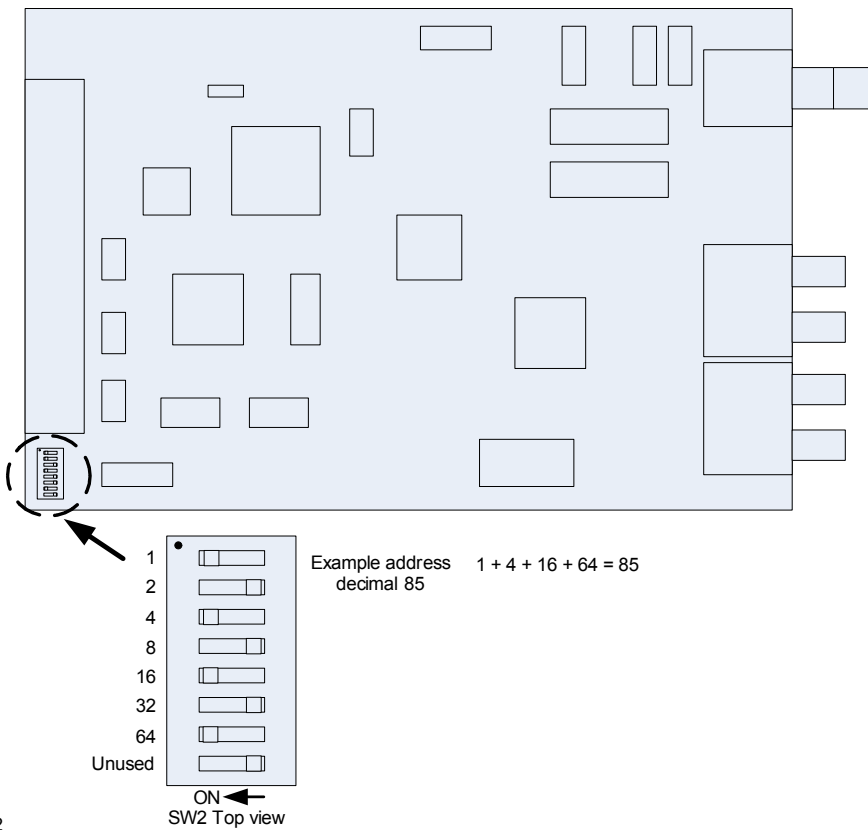 1
2
4
8
16
32
64
Unused
Example address
decimal 85
1 + 4 + 16 + 64 = 85
ON
SW2 Top view
2